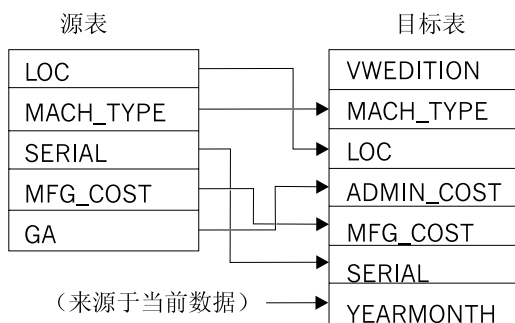 源表
目标表
LOC
MACH_TYPE
SERIAL
MFG_COST
GA
VWEDITION
MACH_TYPE
LOC
ADMIN_COST
MFG_COST
SERIAL
YEARMONTH
（来源于当前数据）